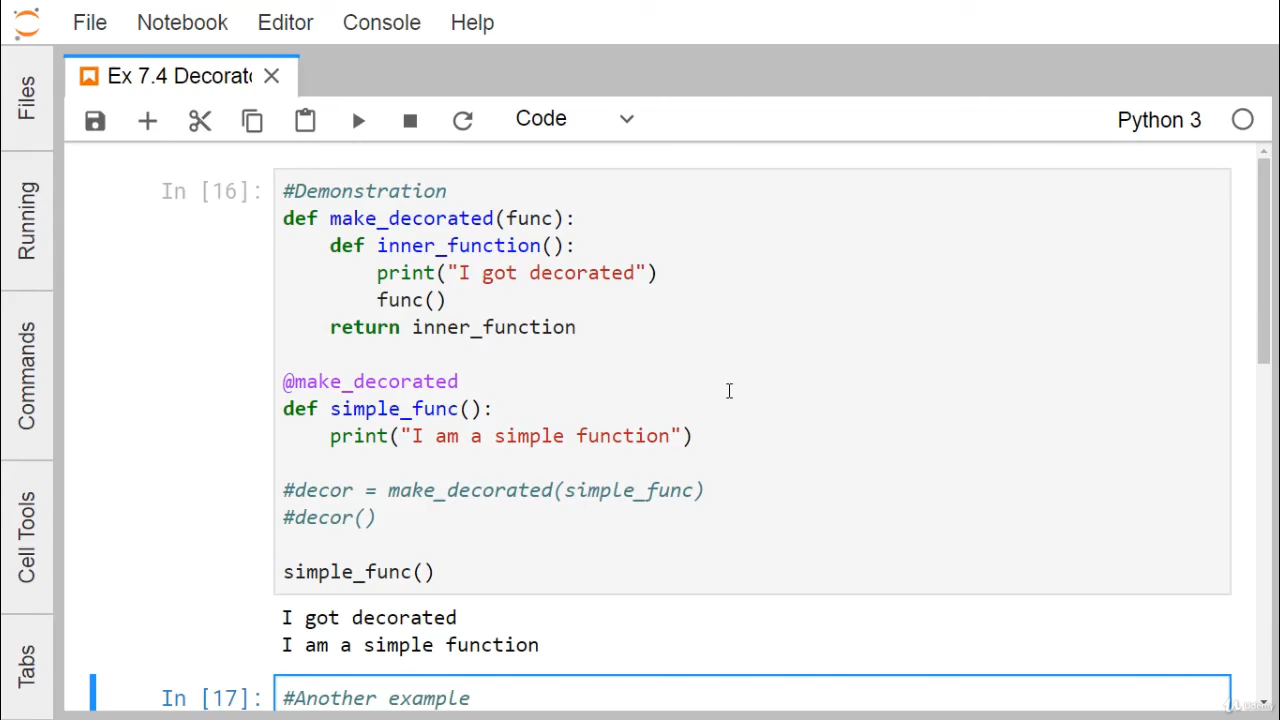 File Notebook Editor Console Help
Files
Running
Commands
Cell Tools
Tabs
Ex 7.4 Decorat
Code
Python 3
In [16]:
#Demonstration
def make_decorated(func):
    def inner_function():
        print("I got decorated")
        func()
    return inner_function

@make_decorated
def simple_func():
    print("I am a simple function")

#decor = make_decorated(simple_func)
#decor()

simple_func()
I got decorated
I am a simple function
In [17]:
#Another example
Udemy